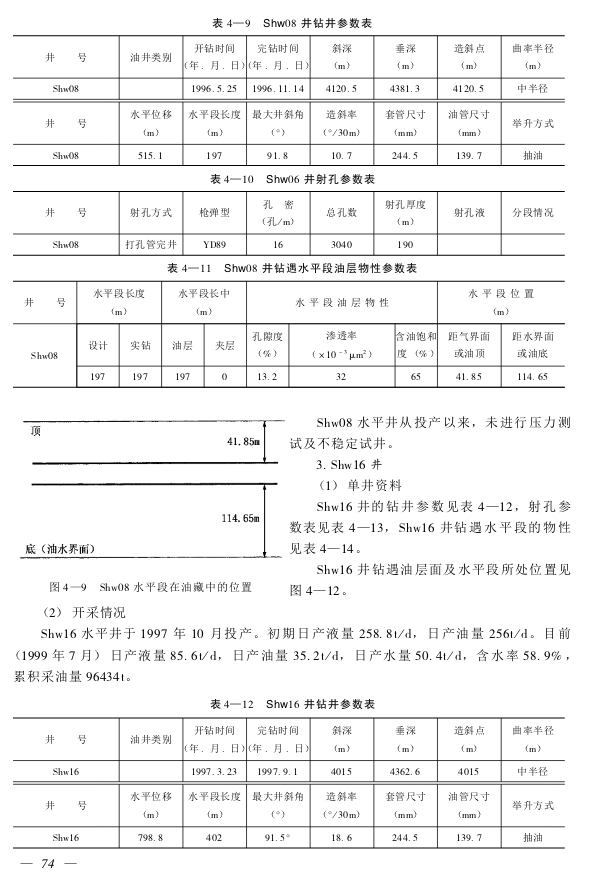 表 4—9 Shw08 井钻井参数表
井 号 油井类别 开钻时间 完钻时间 斜深 垂深 造斜点 曲率半径
(年．月．日) (年．月．日) (m) (m) (m) (m)
Shw08 1996.5.25 1996.11.14 4120.5 4381.3 4120.5 中半径
井 号 水平位移 水平段长度 最大井斜角 造斜率 套管尺寸 油管尺寸 举升方式
(m) (m) (°) (°/30m) (mm) (mm)
Shw08 515.1 197 91.8 10.7 244.5 139.7 抽油
表 4—10 Shw06 井射孔参数表
井 号 射孔方式 枪弹型 孔 密 总孔数 射孔厚度 射孔液 分段情况
(孔/m) (m)
Shw08 打孔管完井 YD89 16 3040 190
表 4—11 Shw08 井钻遇水平段油层物性参数表
井 号 水平段长度 水平段长中 水平段油层物性 水平段位置
(m) (m) (m)
Shw08 设计 实钻 油层 夹层 孔隙度 渗透率 含油饱和 距气界面 距水界面
(%) (×10⁻³μm²) 度 (%) 或油顶 或油底
197 197 197 0 13.2 32 65 41.85 114.65
顶
41.85m
114.65m
底（油水界面）
图 4—9 Shw08 水平段在油藏中的位置
Shw08 水平井从投产以来，未进行压力测
试及不稳定试井。
3. Shw16 井
（1） 单井资料
Shw16 井的钻井参数见表 4—12，射孔参
数表见表 4—13，Shw16 井钻遇水平段的物性
见表 4—14。
Shw16 井钻遇油层面及水平段所处位置见
图 4—12。
（2） 开采情况
Shw16 水平井于 1997 年 10 月投产。初期日产液量 258.8t/d，日产油量 256t/d。目前
（1999 年 7 月） 日产液量 85.6t/d，日产油量 35.2t/d，日产水量 50.4t/d，含水率 58.9%，
累积采油量 96434t。
表 4—12 Shw16 井钻井参数表
井 号 油井类别 开钻时间 完钻时间 斜深 垂深 造斜点 曲率半径
(年．月．日) (年．月．日) (m) (m) (m) (m)
Shw16 1997.3.23 1997.9.1 4015 4362.6 4015 中半径
井 号 水平位移 水平段长度 最大井斜角 造斜率 套管尺寸 油管尺寸 举升方式
(m) (m) (°) (°/30m) (mm) (mm)
Shw16 798.8 402 91.5° 18.6 244.5 139.7 抽油
— 74 —